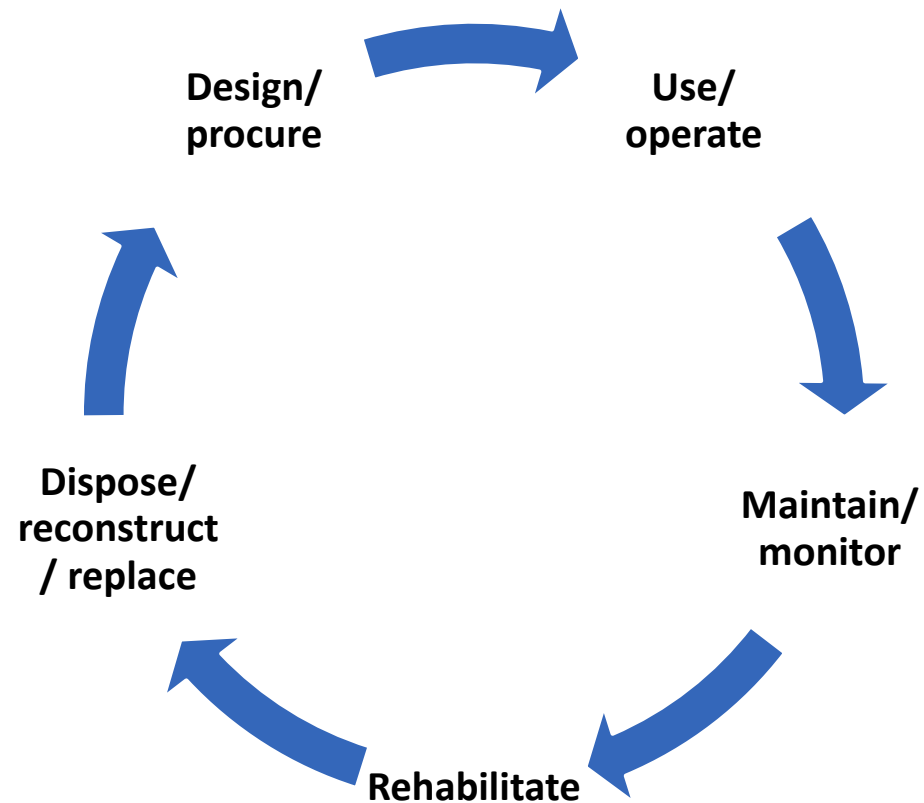 Design/
procure
Use/
operate
Maintain/
monitor
Rehabilitate
Dispose/
reconstruct
/ replace